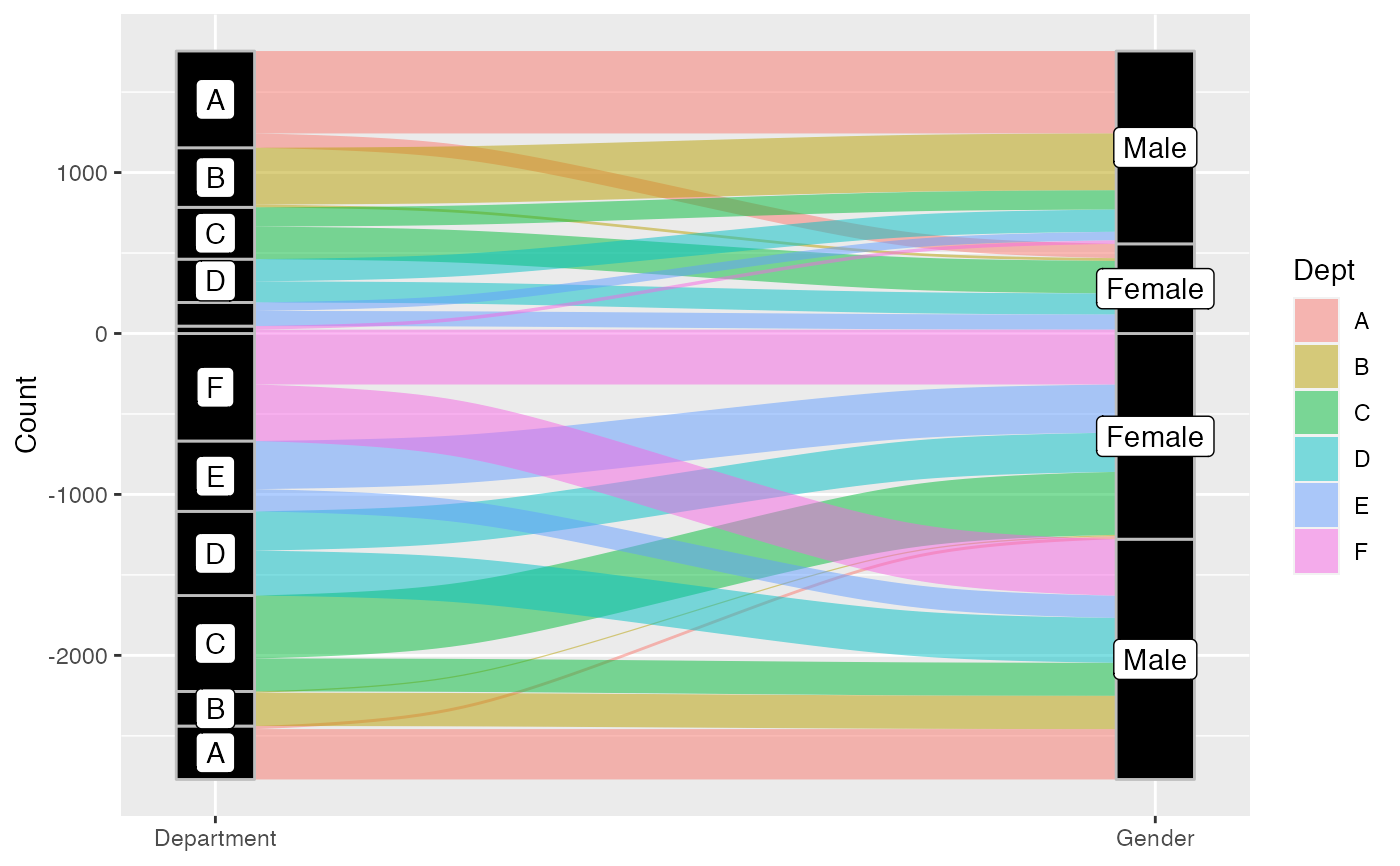 A
B
C
D
F
E
D
C
B
A
Male
Female
Female
Male
1000
0
-1000
-2000
Count
Department
Gender
Dept
A
B
C
D
E
F